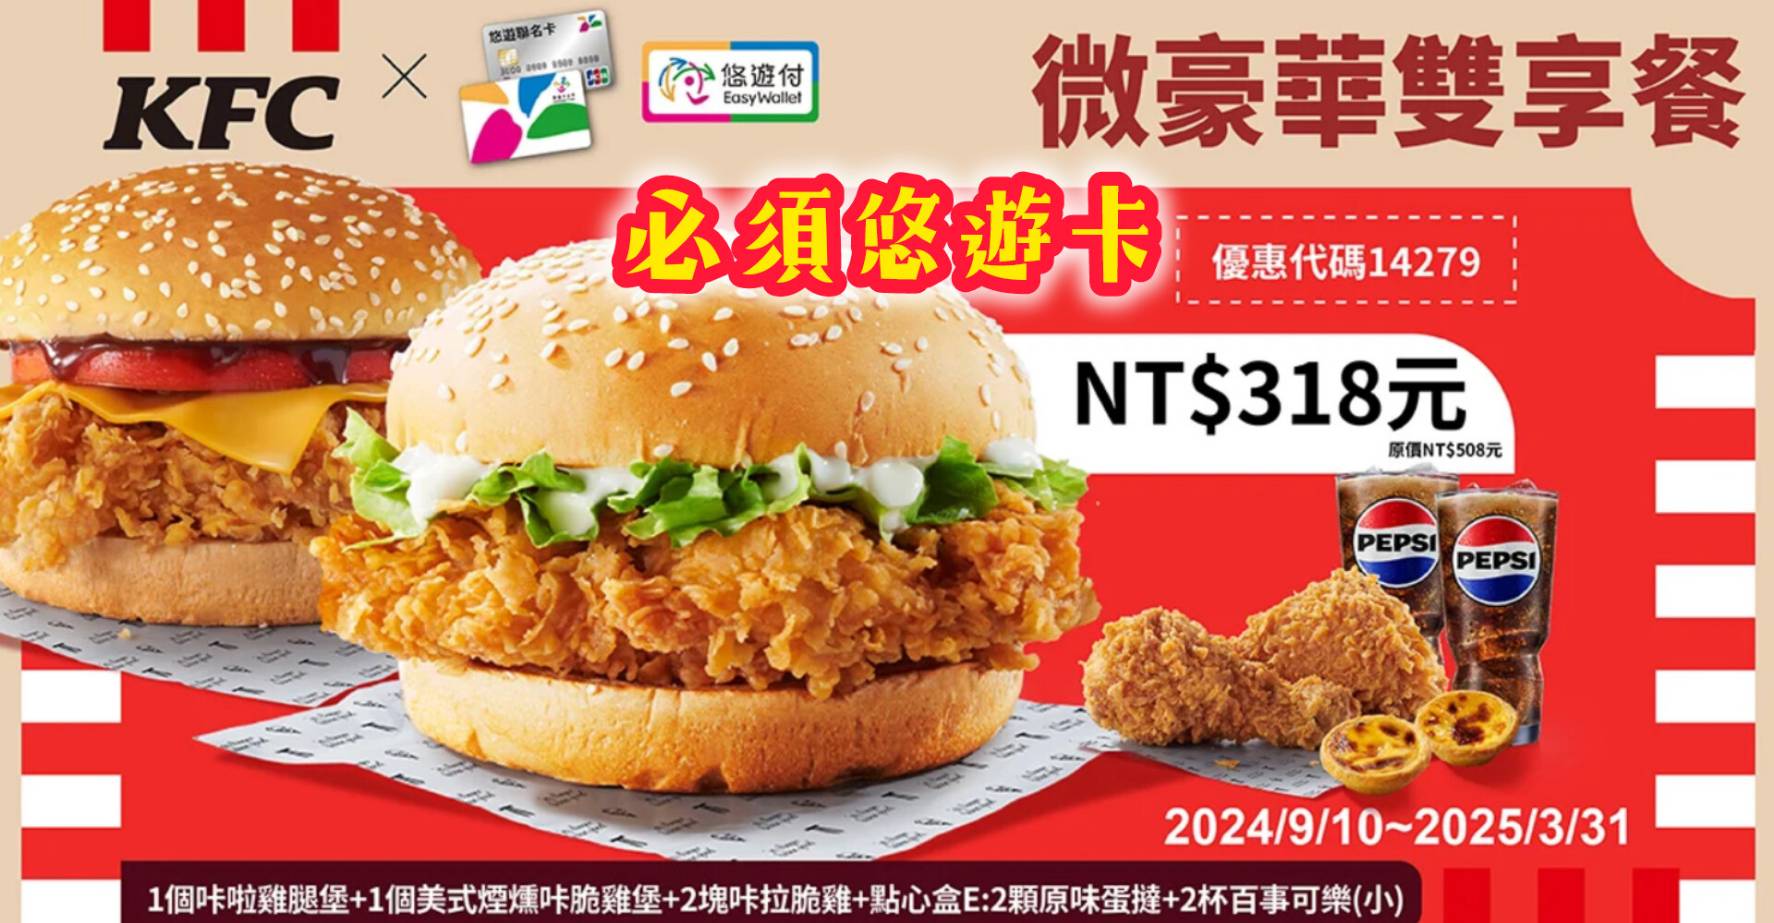 KFC
悠遊聯名卡
悠遊付
EasyWallet
微豪華雙享餐
必須悠遊卡
優惠代碼14279
NT$318元
原價NT$508元
PEPSI
PEPSI
2024/9/10~2025/3/31
1個咔啦雞腿堡+1個美式煙燻咔脆雞堡+2塊咔拉脆雞+點心盒E:2顆原味蛋撻+2杯百事可樂(小)